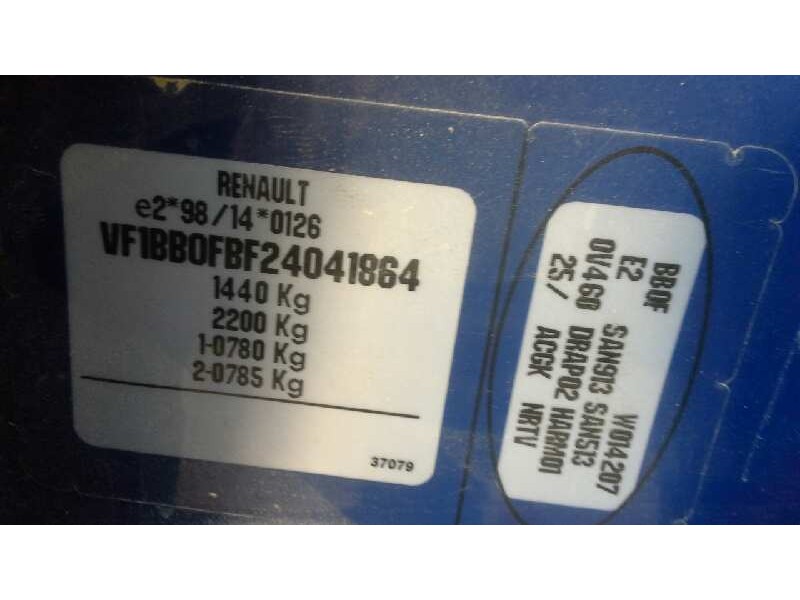 RENAULT
e2*98/14*0126
VF1BB0FBF24041864
1440 Kg
2200 Kg
1-0780 Kg
2-0785 Kg
37079
BB0F W014207
E2 SAN913 SAN513
0V460 DRAP02 HARM01
25/ ACGK NRTV